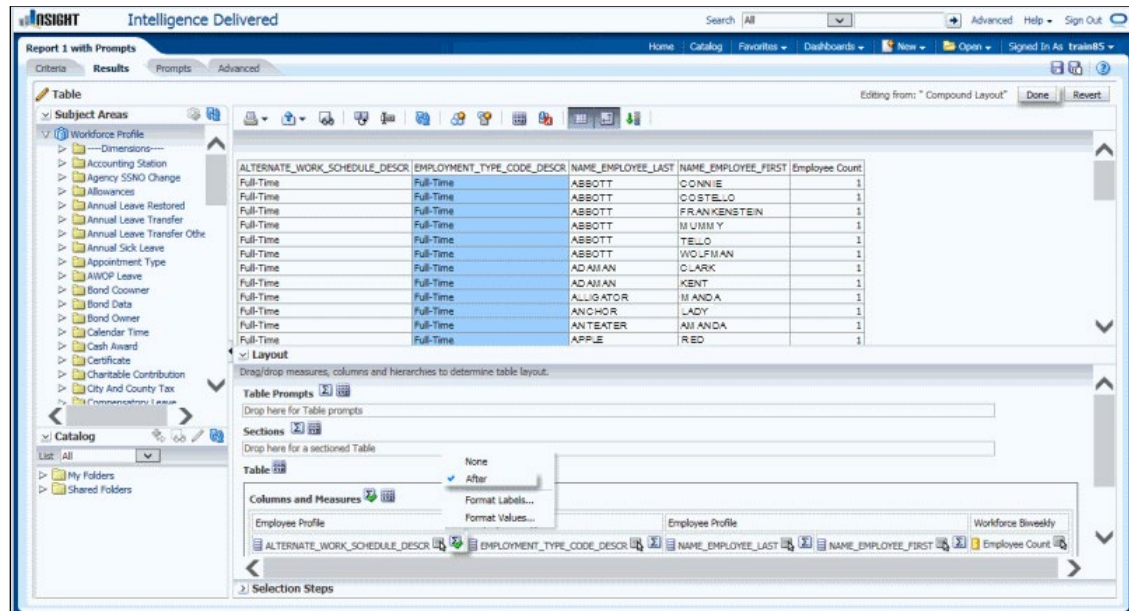 INSIGHT Intelligence Delivered Search All Advanced Help Sign Out
Report 1 with Prompts Home Catalog Favorites Dashboards New Open Signed In As train85
Criteria Results Prompts Advanced
Table Editing from: " Compound Layout" Done Revert
Subject Areas
Workforce Profile
----Dimensions----
Accounting Station
Agency SSNO Change
Allowances
Annual Leave Restored
Annual Leave Transfer
Annual Leave Transfer Othe
Annual Sick Leave
Appointment Type
AWOP Leave
Bond Coowner
Bond Data
Bond Owner
Calendar Time
Cash Award
Certificate
Charitable Contribution
City And County Tax
Compensatory Leave
Catalog
List All
My Folders
Shared Folders
ALTERNATE_WORK_SCHEDULE_DESCR EMPLOYMENT_TYPE_CODE_DESCR NAME_EMPLOYEE_LAST NAME_EMPLOYEE_FIRST Employee Count
Full-Time Full-Time ABBOTT CONNIE 1
Full-Time Full-Time ABBOTT COSTELLO 1
Full-Time Full-Time ABBOTT FRANKENSTEIN 1
Full-Time Full-Time ABBOTT MUMMY 1
Full-Time Full-Time ABBOTT TELLO 1
Full-Time Full-Time ABBOTT WOLFMAN 1
Full-Time Full-Time ADAMAN CLARK 1
Full-Time Full-Time ADAMAN KENT 1
Full-Time Full-Time ALLIGATOR MANDA 1
Full-Time Full-Time ANCHOR LADY 1
Full-Time Full-Time ANTEATER AMANDA 1
Full-Time Full-Time APPLE RED 1
Layout
Drag/drop measures, columns and hierarchies to determine table layout.
Table Prompts
Drop here for Table prompts
Sections
Drop here for a sectioned Table
Table
None
After
Format Labels...
Format Values...
Columns and Measures
Employee Profile Employee Profile Workforce Biweekly
ALTERNATE_WORK_SCHEDULE_DESCR EMPLOYMENT_TYPE_CODE_DESCR NAME_EMPLOYEE_LAST NAME_EMPLOYEE_FIRST Employee Count
Selection Steps